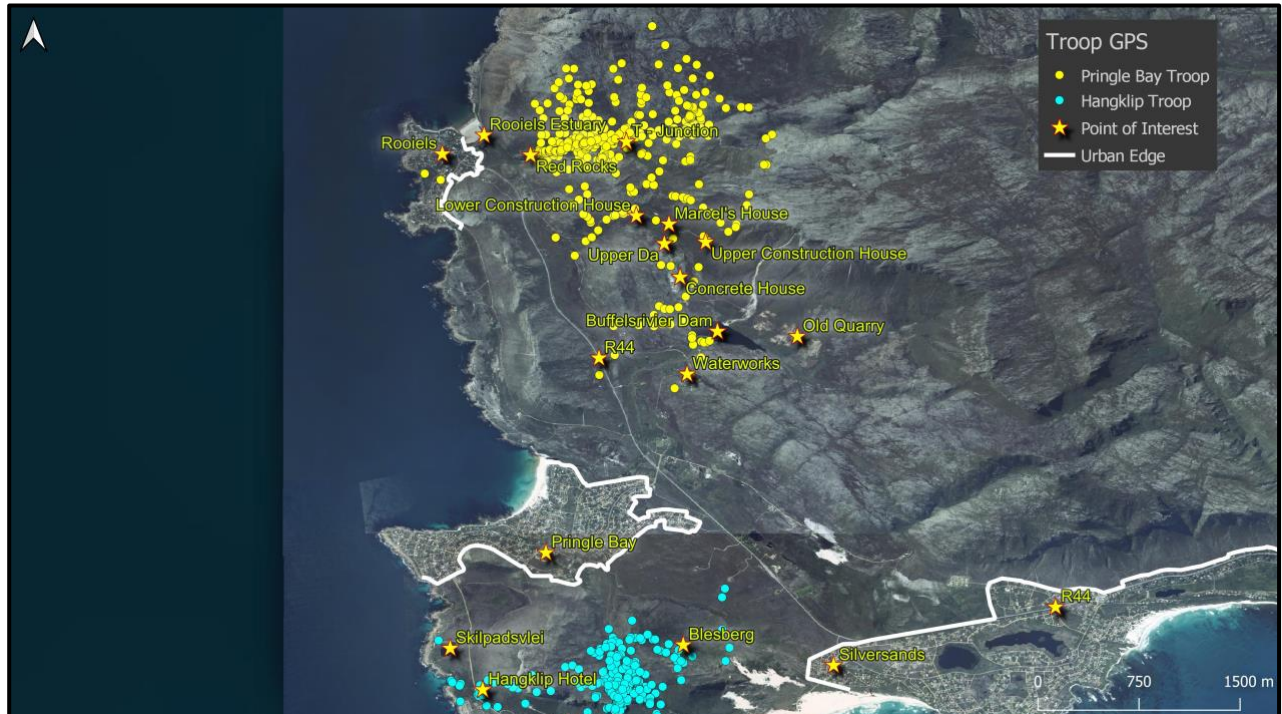 Troop GPS
Pringle Bay Troop
Hangklip Troop
Point of Interest
Urban Edge
Rooiels Estuary
T - Junction
Rooiels
Red Rocks
Lower Construction House
Marcel's House
Upper Da
Upper Construction House
Concrete House
Buffelsrivier Dam
Old Quarry
R44
Waterworks
Pringle Bay
R44
Skilpadsvlei
Blesberg
Silversands
Hangklip Hotel
0 750 1500 m